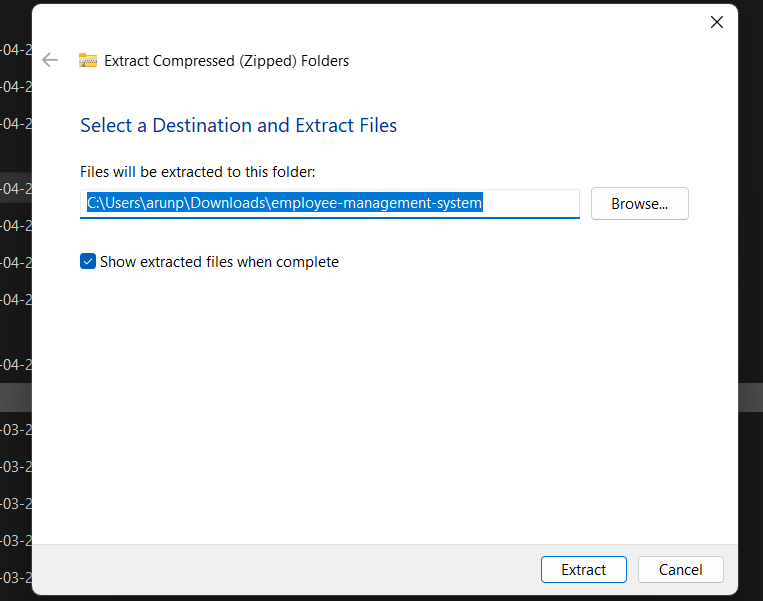 Extract Compressed (Zipped) Folders
Select a Destination and Extract Files
Files will be extracted to this folder:
C:\Users\arunp\Downloads\employee-management-system
Browse...
Show extracted files when complete
Extract
Cancel
-04-2
-04-2
-04-2
-04-2
-04-2
-04-2
-04-2
-04-2
-03-2
-03-2
-03-2
-03-2
-03-2